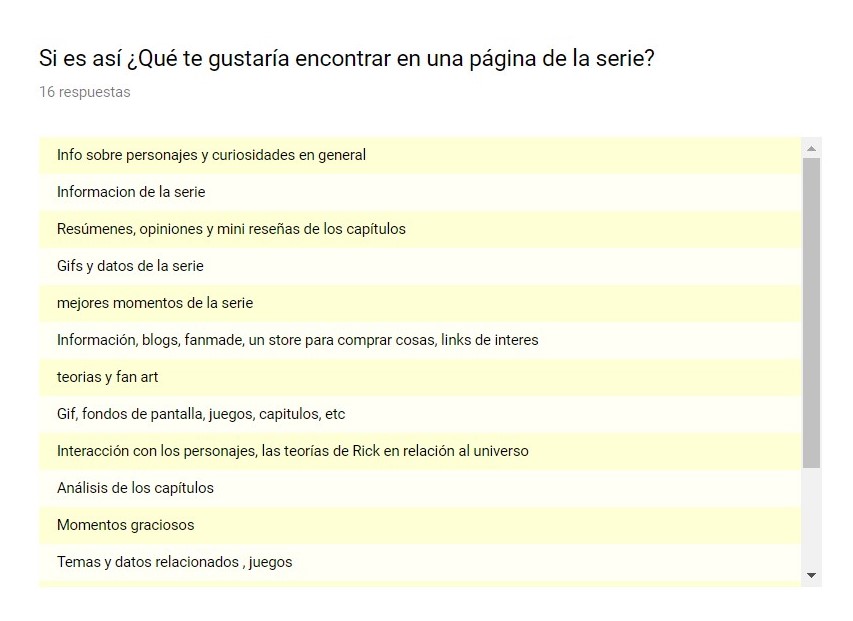 Si es así ¿Qué te gustaría encontrar en una página de la serie?
16 respuestas
Info sobre personajes y curiosidades en general
Informacion de la serie
Resúmenes, opiniones y mini reseñas de los capítulos
Gifs y datos de la serie
mejores momentos de la serie
Información, blogs, fanmade, un store para comprar cosas, links de interes
teorias y fan art
Gif, fondos de pantalla, juegos, capitulos, etc
Interacción con los personajes, las teorías de Rick en relación al universo
Análisis de los capítulos
Momentos graciosos
Temas y datos relacionados , juegos